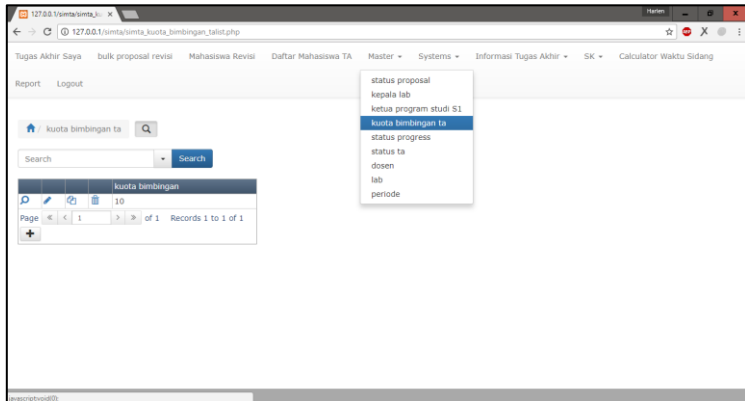 127.0.0.1/simta/simta_ku
Harlen
127.0.0.1/simta/simta_kuota_bimbingan_talist.php
Tugas Akhir Saya bulk proposal revisi Mahasiswa Revisi Daftar Mahasiswa TA Master Systems Informasi Tugas Akhir SK Calculator Waktu Sidang
Report Logout
status proposal
kepala lab
ketua program studi S1
kuota bimbingan ta
status progress
status ta
dosen
lab
periode
/ kuota bimbingan ta
Search Search
kuota bimbingan
10
Page 1 of 1 Records 1 to 1 of 1
javascript:void(0);